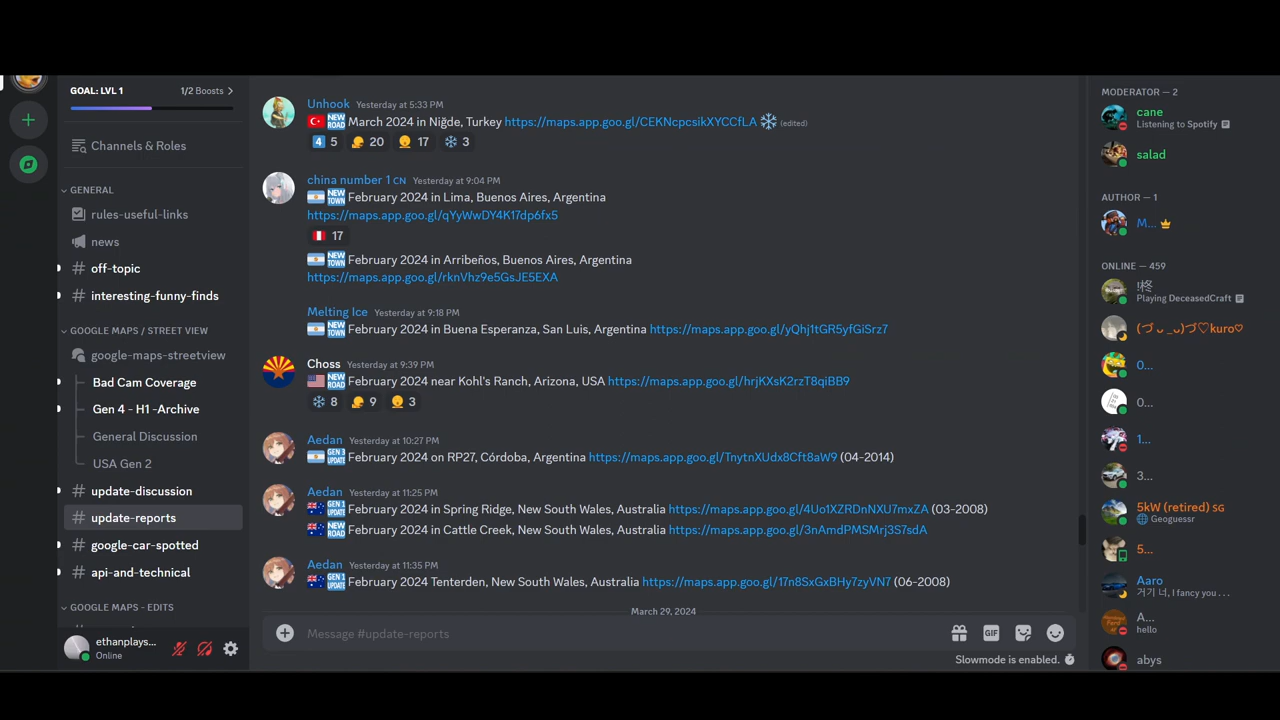 GOAL: LVL 1 1/2 Boosts
Channels & Roles
GENERAL
rules-useful-links
news
off-topic
interesting-funny-finds
GOOGLE MAPS / STREET VIEW
google-maps-streetview
Bad Cam Coverage
Gen 4 - H1 -Archive
General Discussion
USA Gen 2
update-discussion
update-reports
google-car-spotted
api-and-technical
GOOGLE MAPS - EDITS
ethanplays...
Online
Unhook Yesterday at 5:33 PM
NEW ROAD March 2024 in Niğde, Turkey https://maps.app.goo.gl/CEKNcpcsikXYCCfLA (edited)
4 5 20 17 3
china number 1 CN Yesterday at 9:04 PM
NEW TOWN February 2024 in Lima, Buenos Aires, Argentina
https://maps.app.goo.gl/qYyWwDY4K17dp6fx5
17
NEW TOWN February 2024 in Arribeños, Buenos Aires, Argentina
https://maps.app.goo.gl/rknVhz9e5GsJE5EXA
Melting Ice Yesterday at 9:18 PM
NEW TOWN February 2024 in Buena Esperanza, San Luis, Argentina https://maps.app.goo.gl/yQhj1tGR5yfGiSrz7
Choss Yesterday at 9:39 PM
NEW ROAD February 2024 near Kohl's Ranch, Arizona, USA https://maps.app.goo.gl/hrjKXsK2rzT8qiBB9
8 9 3
Aedan Yesterday at 10:27 PM
GEN 3 UPDATE February 2024 on RP27, Córdoba, Argentina https://maps.app.goo.gl/TnytnXUdx8Cft8aW9 (04-2014)
Aedan Yesterday at 11:25 PM
GEN 1 UPDATE February 2024 in Spring Ridge, New South Wales, Australia https://maps.app.goo.gl/4Uo1XZRDnNXU7mxZA (03-2008)
NEW ROAD February 2024 in Cattle Creek, New South Wales, Australia https://maps.app.goo.gl/3nAmdPMSMrj3S7sdA
Aedan Yesterday at 11:35 PM
GEN 1 UPDATE February 2024 Tenterden, New South Wales, Australia https://maps.app.goo.gl/17n8SxGxBHy7zyVN7 (06-2008)
March 29, 2024
Message #update-reports
GIF
Slowmode is enabled.
MODERATOR — 2
cane
Listening to Spotify
salad
AUTHOR — 1
M...
ONLINE — 459
!柊
Playing DeceasedCraft
(づ ᴗ _ᴗ)づ♡kuro♡
0...
0...
1...
3...
5kW (retired) SG
Geoguessr
5...
Aaro
거기 너, I fancy you . . .
A...
hello
abys